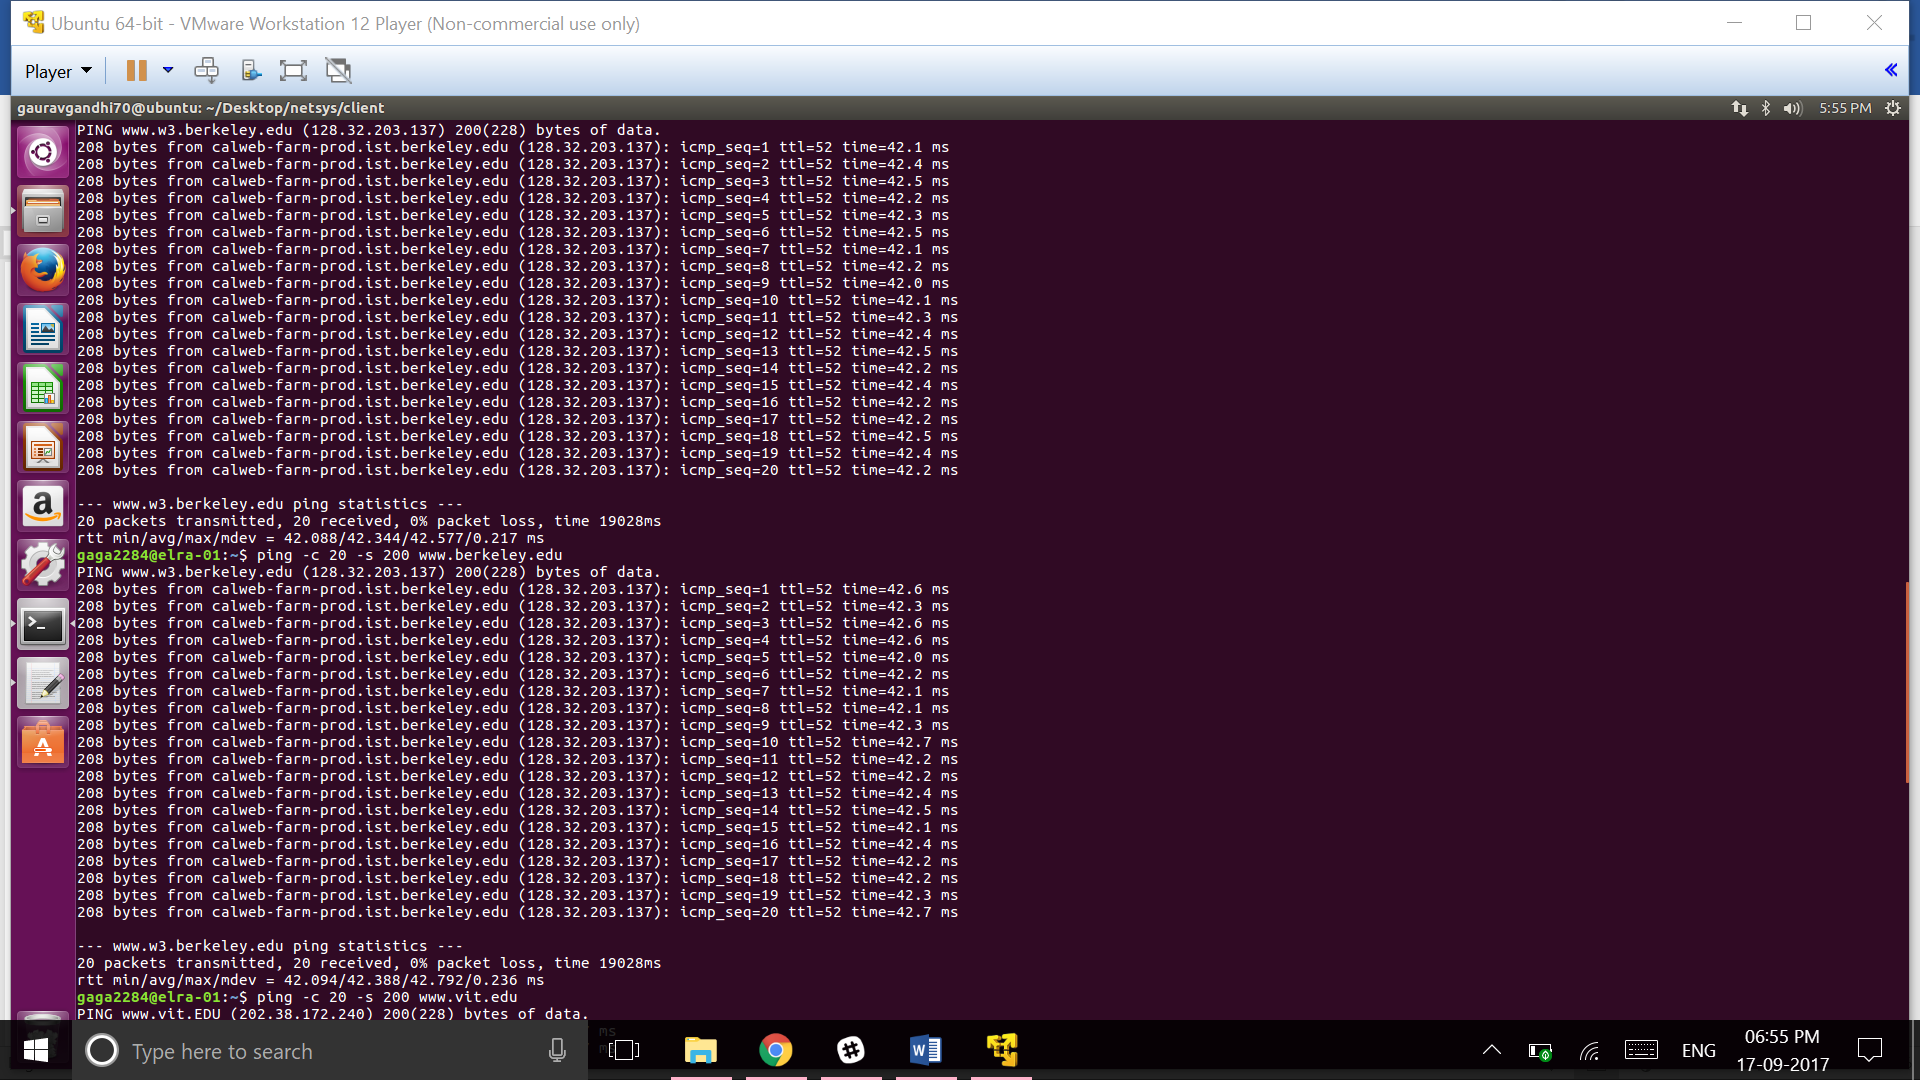 Ubuntu 64-bit - VMware Workstation 12 Player (Non-commercial use only)
Player
gauravgandhi70@ubuntu: ~/Desktop/netsys/client
5:55 PM
PING www.w3.berkeley.edu (128.32.203.137) 200(228) bytes of data.
208 bytes from calweb-farm-prod.ist.berkeley.edu (128.32.203.137): icmp_seq=1 ttl=52 time=42.1 ms
208 bytes from calweb-farm-prod.ist.berkeley.edu (128.32.203.137): icmp_seq=2 ttl=52 time=42.4 ms
208 bytes from calweb-farm-prod.ist.berkeley.edu (128.32.203.137): icmp_seq=3 ttl=52 time=42.5 ms
208 bytes from calweb-farm-prod.ist.berkeley.edu (128.32.203.137): icmp_seq=4 ttl=52 time=42.2 ms
208 bytes from calweb-farm-prod.ist.berkeley.edu (128.32.203.137): icmp_seq=5 ttl=52 time=42.3 ms
208 bytes from calweb-farm-prod.ist.berkeley.edu (128.32.203.137): icmp_seq=6 ttl=52 time=42.5 ms
208 bytes from calweb-farm-prod.ist.berkeley.edu (128.32.203.137): icmp_seq=7 ttl=52 time=42.1 ms
208 bytes from calweb-farm-prod.ist.berkeley.edu (128.32.203.137): icmp_seq=8 ttl=52 time=42.2 ms
208 bytes from calweb-farm-prod.ist.berkeley.edu (128.32.203.137): icmp_seq=9 ttl=52 time=42.0 ms
208 bytes from calweb-farm-prod.ist.berkeley.edu (128.32.203.137): icmp_seq=10 ttl=52 time=42.1 ms
208 bytes from calweb-farm-prod.ist.berkeley.edu (128.32.203.137): icmp_seq=11 ttl=52 time=42.3 ms
208 bytes from calweb-farm-prod.ist.berkeley.edu (128.32.203.137): icmp_seq=12 ttl=52 time=42.4 ms
208 bytes from calweb-farm-prod.ist.berkeley.edu (128.32.203.137): icmp_seq=13 ttl=52 time=42.5 ms
208 bytes from calweb-farm-prod.ist.berkeley.edu (128.32.203.137): icmp_seq=14 ttl=52 time=42.2 ms
208 bytes from calweb-farm-prod.ist.berkeley.edu (128.32.203.137): icmp_seq=15 ttl=52 time=42.4 ms
208 bytes from calweb-farm-prod.ist.berkeley.edu (128.32.203.137): icmp_seq=16 ttl=52 time=42.2 ms
208 bytes from calweb-farm-prod.ist.berkeley.edu (128.32.203.137): icmp_seq=17 ttl=52 time=42.2 ms
208 bytes from calweb-farm-prod.ist.berkeley.edu (128.32.203.137): icmp_seq=18 ttl=52 time=42.5 ms
208 bytes from calweb-farm-prod.ist.berkeley.edu (128.32.203.137): icmp_seq=19 ttl=52 time=42.4 ms
208 bytes from calweb-farm-prod.ist.berkeley.edu (128.32.203.137): icmp_seq=20 ttl=52 time=42.2 ms
--- www.w3.berkeley.edu ping statistics ---
20 packets transmitted, 20 received, 0% packet loss, time 19028ms
rtt min/avg/max/mdev = 42.088/42.344/42.577/0.217 ms
gaga2284@elra-01:~$ ping -c 20 -s 200 www.berkeley.edu
PING www.w3.berkeley.edu (128.32.203.137) 200(228) bytes of data.
208 bytes from calweb-farm-prod.ist.berkeley.edu (128.32.203.137): icmp_seq=1 ttl=52 time=42.6 ms
208 bytes from calweb-farm-prod.ist.berkeley.edu (128.32.203.137): icmp_seq=2 ttl=52 time=42.3 ms
208 bytes from calweb-farm-prod.ist.berkeley.edu (128.32.203.137): icmp_seq=3 ttl=52 time=42.6 ms
208 bytes from calweb-farm-prod.ist.berkeley.edu (128.32.203.137): icmp_seq=4 ttl=52 time=42.6 ms
208 bytes from calweb-farm-prod.ist.berkeley.edu (128.32.203.137): icmp_seq=5 ttl=52 time=42.0 ms
208 bytes from calweb-farm-prod.ist.berkeley.edu (128.32.203.137): icmp_seq=6 ttl=52 time=42.2 ms
208 bytes from calweb-farm-prod.ist.berkeley.edu (128.32.203.137): icmp_seq=7 ttl=52 time=42.1 ms
208 bytes from calweb-farm-prod.ist.berkeley.edu (128.32.203.137): icmp_seq=8 ttl=52 time=42.1 ms
208 bytes from calweb-farm-prod.ist.berkeley.edu (128.32.203.137): icmp_seq=9 ttl=52 time=42.3 ms
208 bytes from calweb-farm-prod.ist.berkeley.edu (128.32.203.137): icmp_seq=10 ttl=52 time=42.7 ms
208 bytes from calweb-farm-prod.ist.berkeley.edu (128.32.203.137): icmp_seq=11 ttl=52 time=42.2 ms
208 bytes from calweb-farm-prod.ist.berkeley.edu (128.32.203.137): icmp_seq=12 ttl=52 time=42.2 ms
208 bytes from calweb-farm-prod.ist.berkeley.edu (128.32.203.137): icmp_seq=13 ttl=52 time=42.4 ms
208 bytes from calweb-farm-prod.ist.berkeley.edu (128.32.203.137): icmp_seq=14 ttl=52 time=42.5 ms
208 bytes from calweb-farm-prod.ist.berkeley.edu (128.32.203.137): icmp_seq=15 ttl=52 time=42.1 ms
208 bytes from calweb-farm-prod.ist.berkeley.edu (128.32.203.137): icmp_seq=16 ttl=52 time=42.4 ms
208 bytes from calweb-farm-prod.ist.berkeley.edu (128.32.203.137): icmp_seq=17 ttl=52 time=42.2 ms
208 bytes from calweb-farm-prod.ist.berkeley.edu (128.32.203.137): icmp_seq=18 ttl=52 time=42.2 ms
208 bytes from calweb-farm-prod.ist.berkeley.edu (128.32.203.137): icmp_seq=19 ttl=52 time=42.3 ms
208 bytes from calweb-farm-prod.ist.berkeley.edu (128.32.203.137): icmp_seq=20 ttl=52 time=42.7 ms
--- www.w3.berkeley.edu ping statistics ---
20 packets transmitted, 20 received, 0% packet loss, time 19028ms
rtt min/avg/max/mdev = 42.094/42.388/42.792/0.236 ms
gaga2284@elra-01:~$ ping -c 20 -s 200 www.vit.edu
PING www.vit.EDU (202.38.172.240) 200(228) bytes of data.
ms
Type here to search
ENG
06:55 PM
17-09-2017